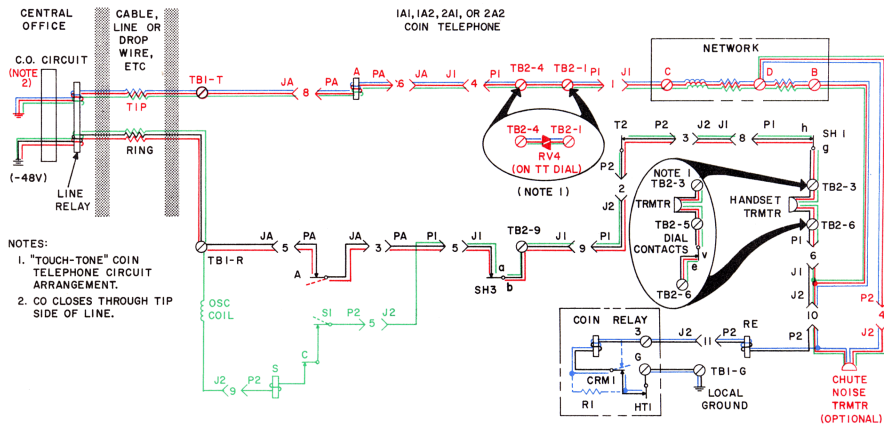 CENTRAL
OFFICE
CABLE,
LINE OR
DROP
WIRE,
ETC
1A1, 1A2, 2A1, OR 2A2
COIN TELEPHONE
C.O. CIRCUIT
(NOTE
2)
TIP
RING
(-48V)
LINE
RELAY
TB1-T
JA
8
PA
A
PA
6
JA
J1
4
P1
TB2-4
TB2-1
P1
1
J1
NETWORK
C
D
B
TB2-4
TB2-1
RV4
(ON TT DIAL)
(NOTE 1)
T2
P2
3
J2
J1
8
P1
h
SH 1
g
P2
2
J2
NOTE 1
TB2-3
TRMTR
TB2-5
DIAL
CONTACTS
v
e
TB2-6
TB2-3
HANDSET
TRMTR
TB2-6
P1
6
J1
J2
10
P2
P2
4
J2
TB1-R
JA
5
PA
A
JA
3
PA
P1
5
J1
SH3
a
b
TB2-9
J1
9
P1
NOTES:
1. "TOUCH-TONE" COIN
TELEPHONE CIRCUIT
ARRANGEMENT.
2. CO CLOSES THROUGH TIP
SIDE OF LINE.
OSC
COIL
S1
P2
5
J2
C
S
J2
9
P2
COIN RELAY
3
J2
11
P2
RE
G
CRM1
R1
HT1
TB1-G
LOCAL
GROUND
CHUTE
NOISE
TRMTR
(OPTIONAL)